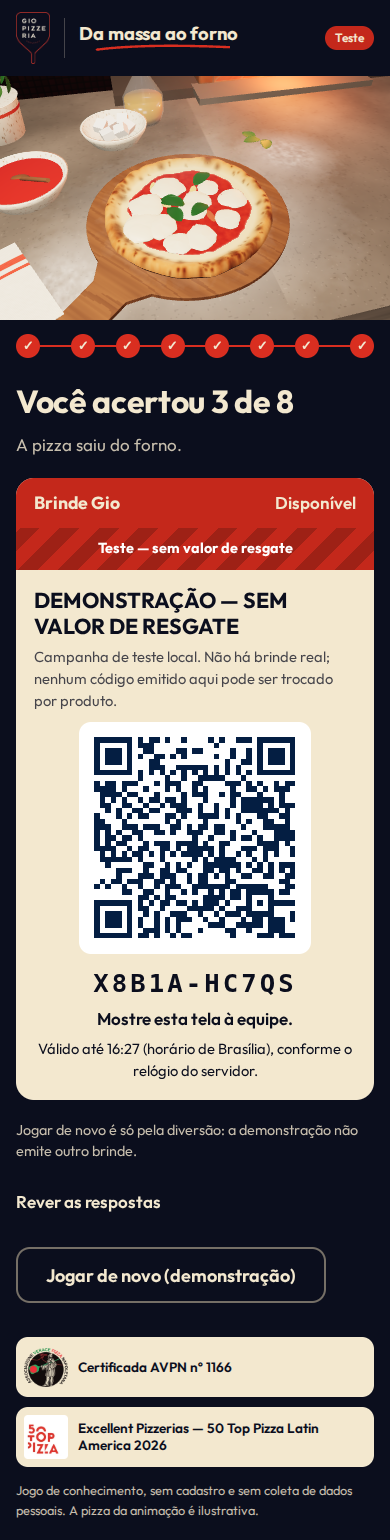 GIO
PIZZE
RIA
Da massa ao forno
Teste
Você acertou 3 de 8
A pizza saiu do forno.
Brinde Gio
Disponível
Teste — sem valor de resgate
DEMONSTRAÇÃO — SEM
VALOR DE RESGATE
Campanha de teste local. Não há brinde real;
nenhum código emitido aqui pode ser trocado
por produto.
X8B1A-HC7QS
Mostre esta tela à equipe.
Válido até 16:27 (horário de Brasília), conforme o
relógio do servidor.
Jogar de novo é só pela diversão: a demonstração não
emite outro brinde.
Rever as respostas
Jogar de novo (demonstração)
Certificada AVPN nº 1166
50
TOP
PIZZA
Excellent Pizzerias — 50 Top Pizza Latin
America 2026
Jogo de conhecimento, sem cadastro e sem coleta de dados
pessoais. A pizza da animação é ilustrativa.